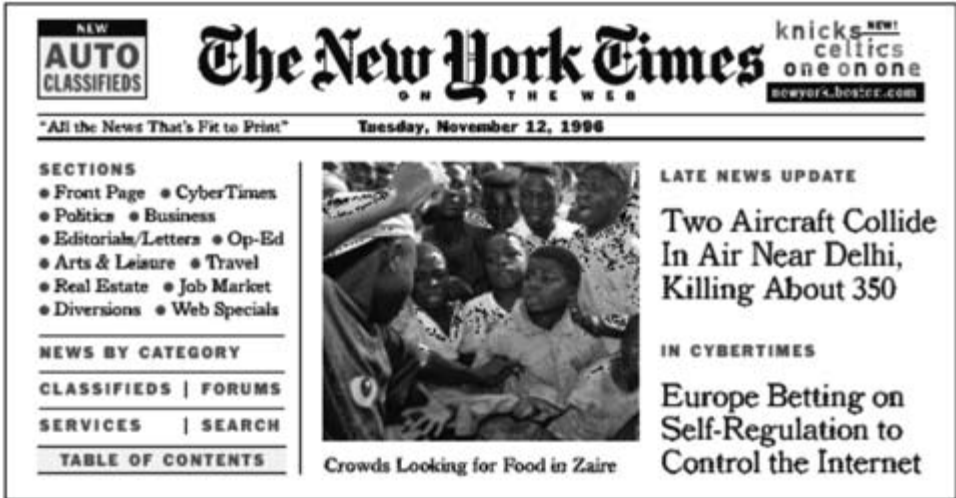 NEW
AUTO
CLASSIFIEDS
The New York Times
ON THE WEB
knicks NEW!
celtics
one on one
newyork.bester.com
"All the News That's Fit to Print"
Tuesday, November 12, 1996
SECTIONS
● Front Page ● CyberTimes
● Politics ● Business
● Editorials/Letters ● Op-Ed
● Arts & Leisure ● Travel
● Real Estate ● Job Market
● Diversions ● Web Specials
NEWS BY CATEGORY
CLASSIFIEDS | FORUMS
SERVICES | SEARCH
TABLE OF CONTENTS
Crowds Looking for Food in Zaire
LATE NEWS UPDATE
Two Aircraft Collide
In Air Near Delhi,
Killing About 350
IN CYBERTIMES
Europe Betting on
Self-Regulation to
Control the Internet